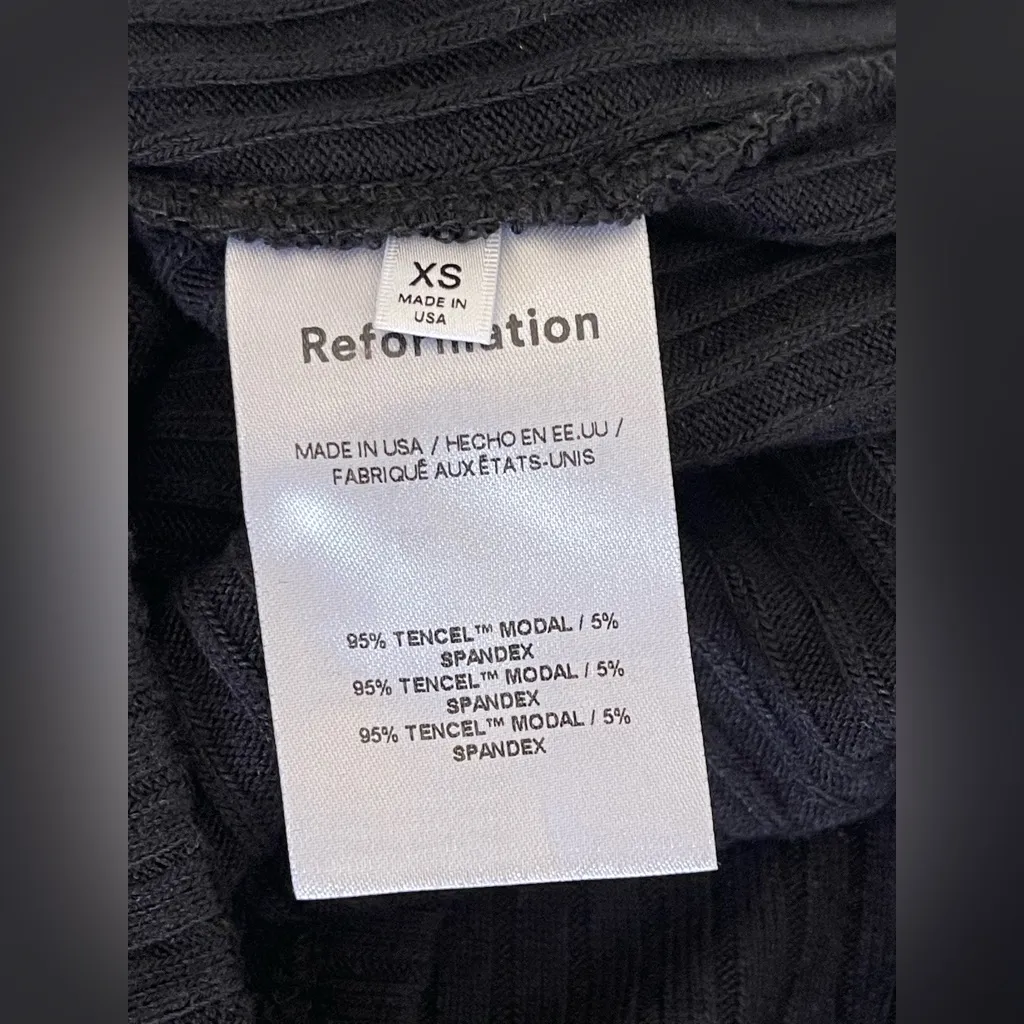 XS
MADE IN
USA
Reformation
MADE IN USA / HECHO EN EE.UU /
FABRIQUÉ AUX ÉTATS-UNIS
95% TENCEL™ MODAL / 5%
SPANDEX
95% TENCEL™ MODAL / 5%
SPANDEX
95% TENCEL™ MODAL / 5%
SPANDEX